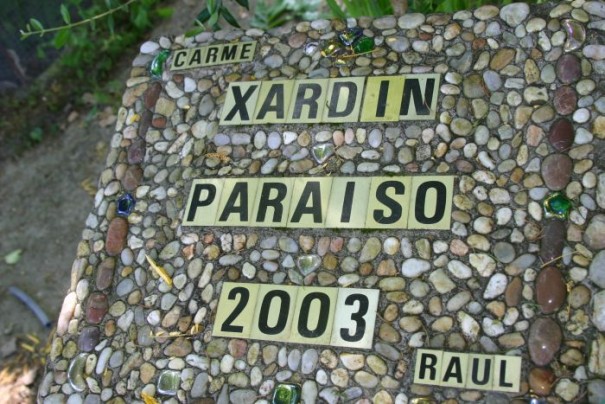 CARME
XARDIN
PARAISO
2003
RAUL